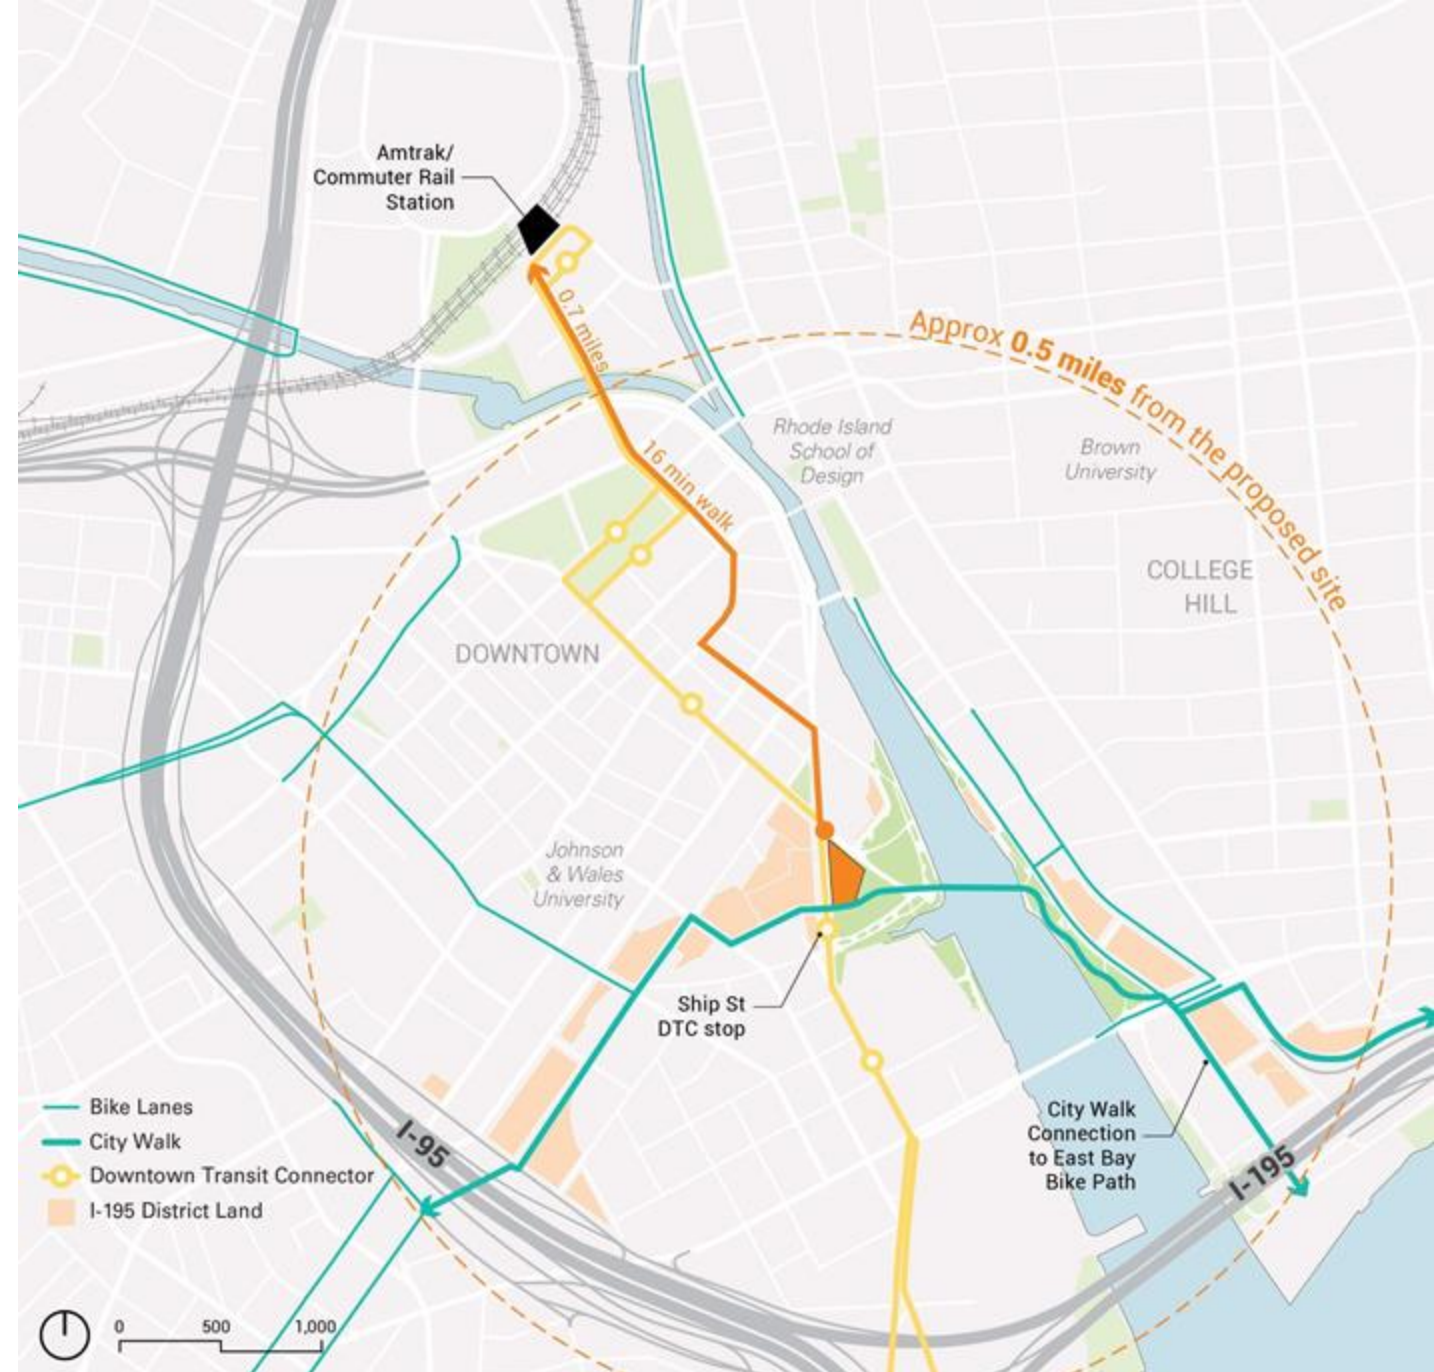 Amtrak/
Commuter Rail
Station
0.7 miles
Approx 0.5 miles from the proposed site
16 min walk
Rhode Island
School of
Design
Brown
University
COLLEGE
HILL
DOWNTOWN
Johnson
& Wales
University
Ship St
DTC stop
City Walk
Connection
to East Bay
Bike Path
I-95
I-195
Bike Lanes
City Walk
Downtown Transit Connector
I-195 District Land
0 500 1,000